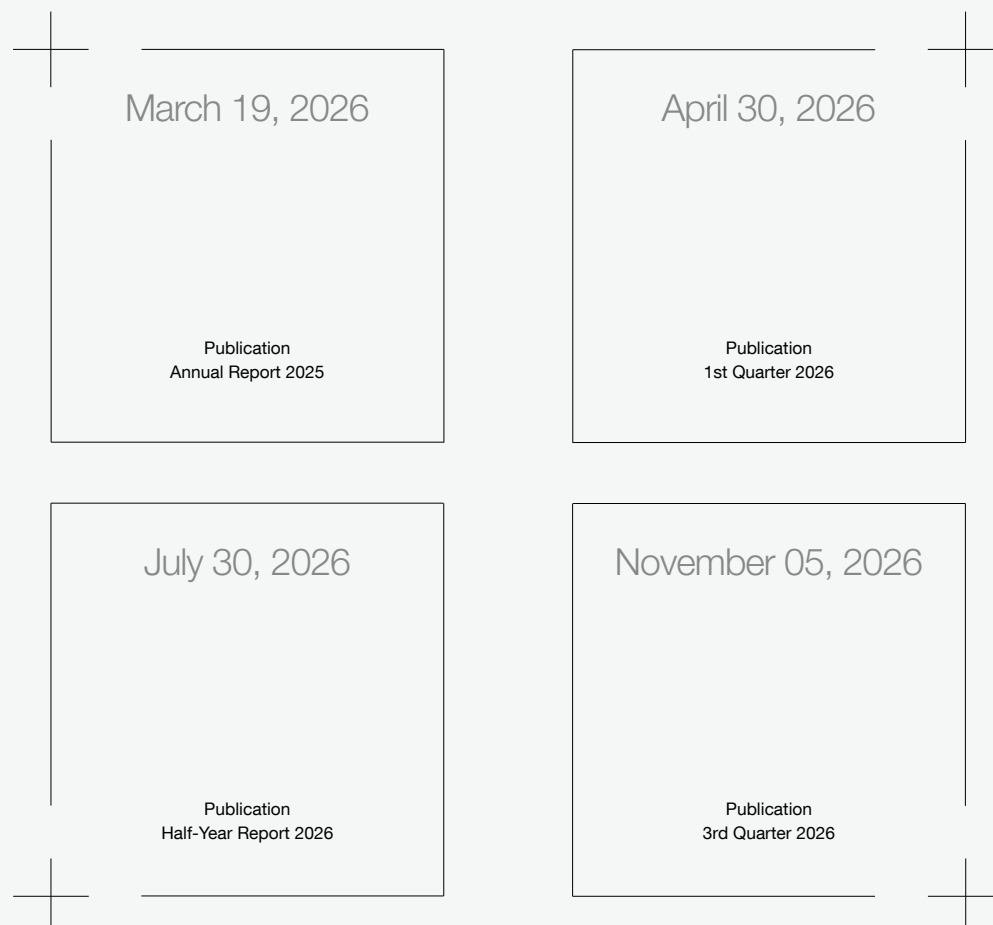 March 19, 2026
Publication
Annual Report 2025
April 30, 2026
Publication
1st Quarter 2026
July 30, 2026
Publication
Half-Year Report 2026
November 05, 2026
Publication
3rd Quarter 2026